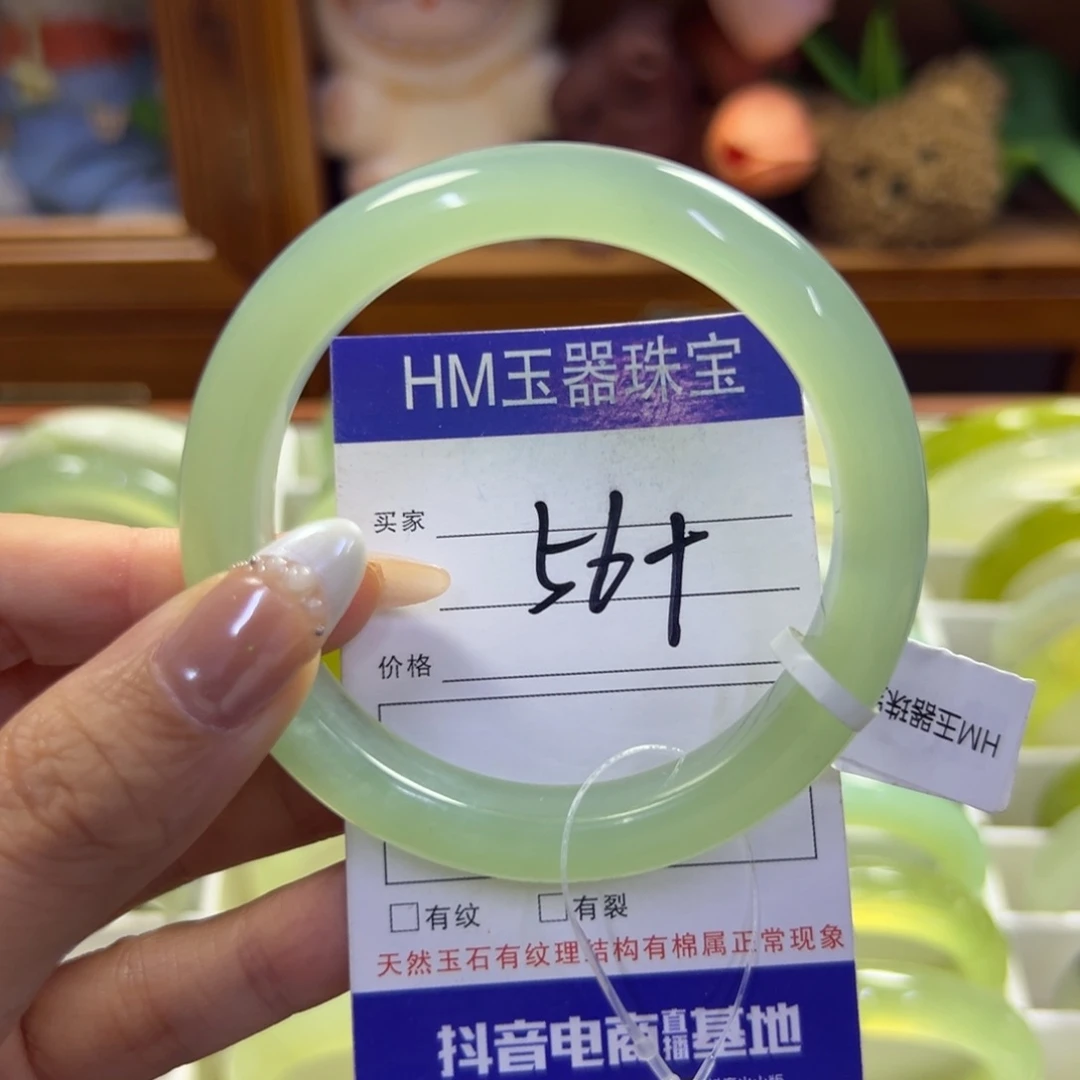 HM玉器珠宝
买家
56+
价格
HM玉器珠
有纹 有裂
天然玉石有纹理结构有棉属正常现象
抖音电商直播基地